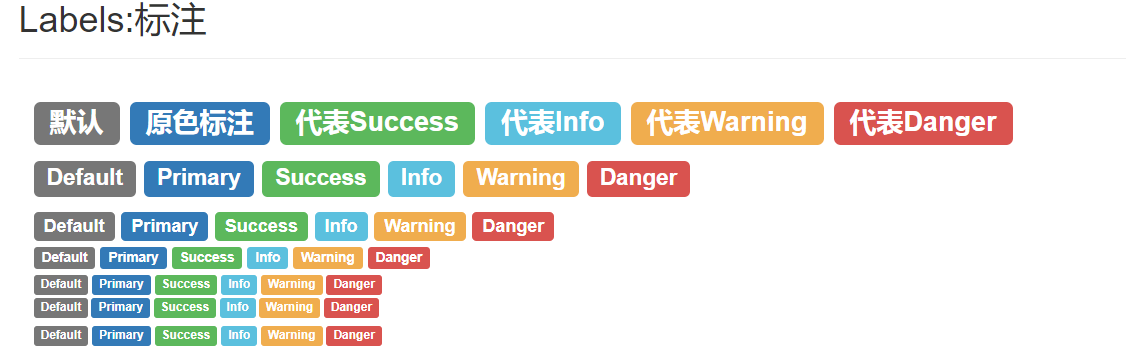 Labels:标注
默认 原色标注 代表Success 代表Info 代表Warning 代表Danger
Default Primary Success Info Warning Danger
Default Primary Success Info Warning Danger
Default Primary Success Info Warning Danger
Default Primary Success Info Warning Danger
Default Primary Success Info Warning Danger
Default Primary Success Info Warning Danger